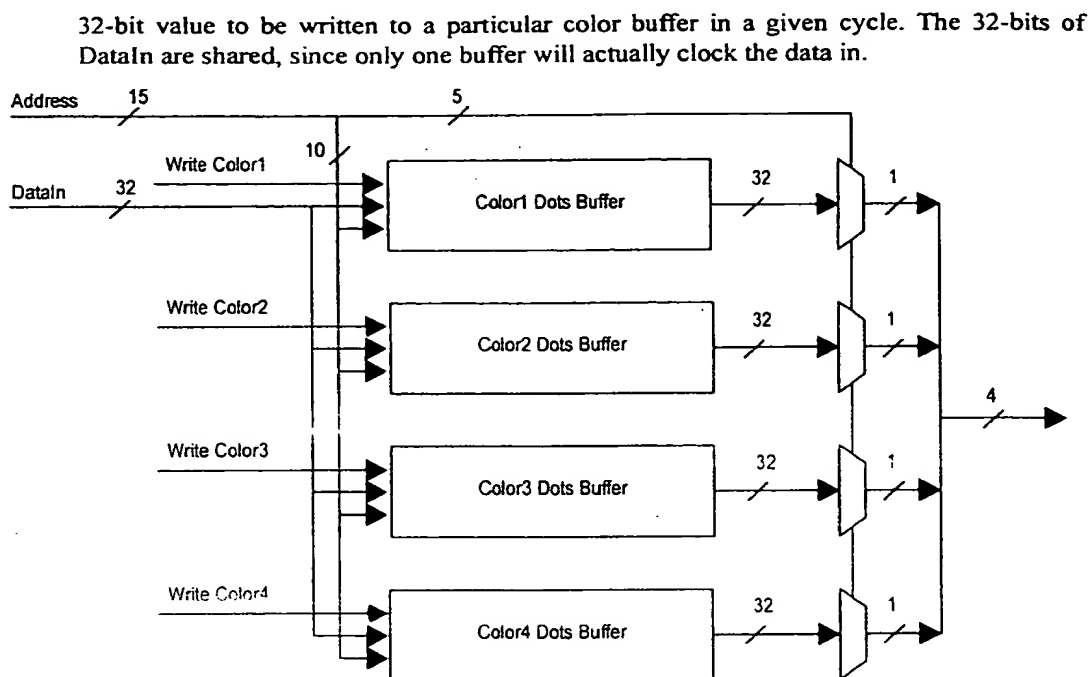 32-bit value to be written to a particular color buffer in a given cycle. The 32-bits of
DataIn are shared, since only one buffer will actually clock the data in.
Address 15 5
10
Write Color1
DataIn 32
Color1 Dots Buffer 32 1
Write Color2
Color2 Dots Buffer 32 1
4
Write Color3
Color3 Dots Buffer 32 1
Write Color4
Color4 Dots Buffer 32 1